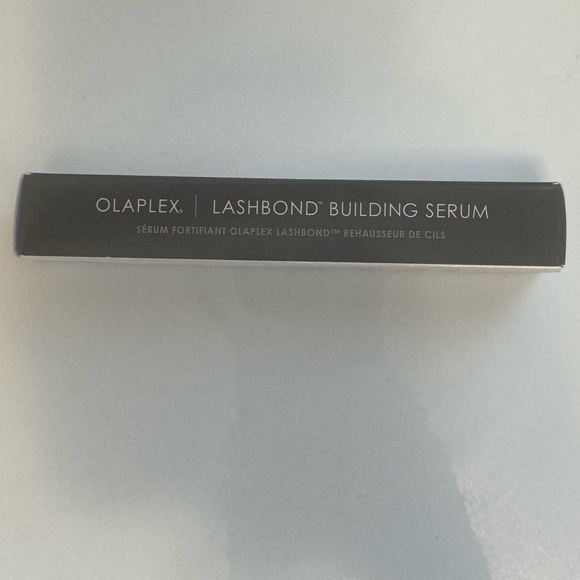 OLAPLEX® | LASHBOND™ BUILDING SERUM
SÉRUM FORTIFIANT OLAPLEX LASHBOND™ REHAUSSEUR DE CILS